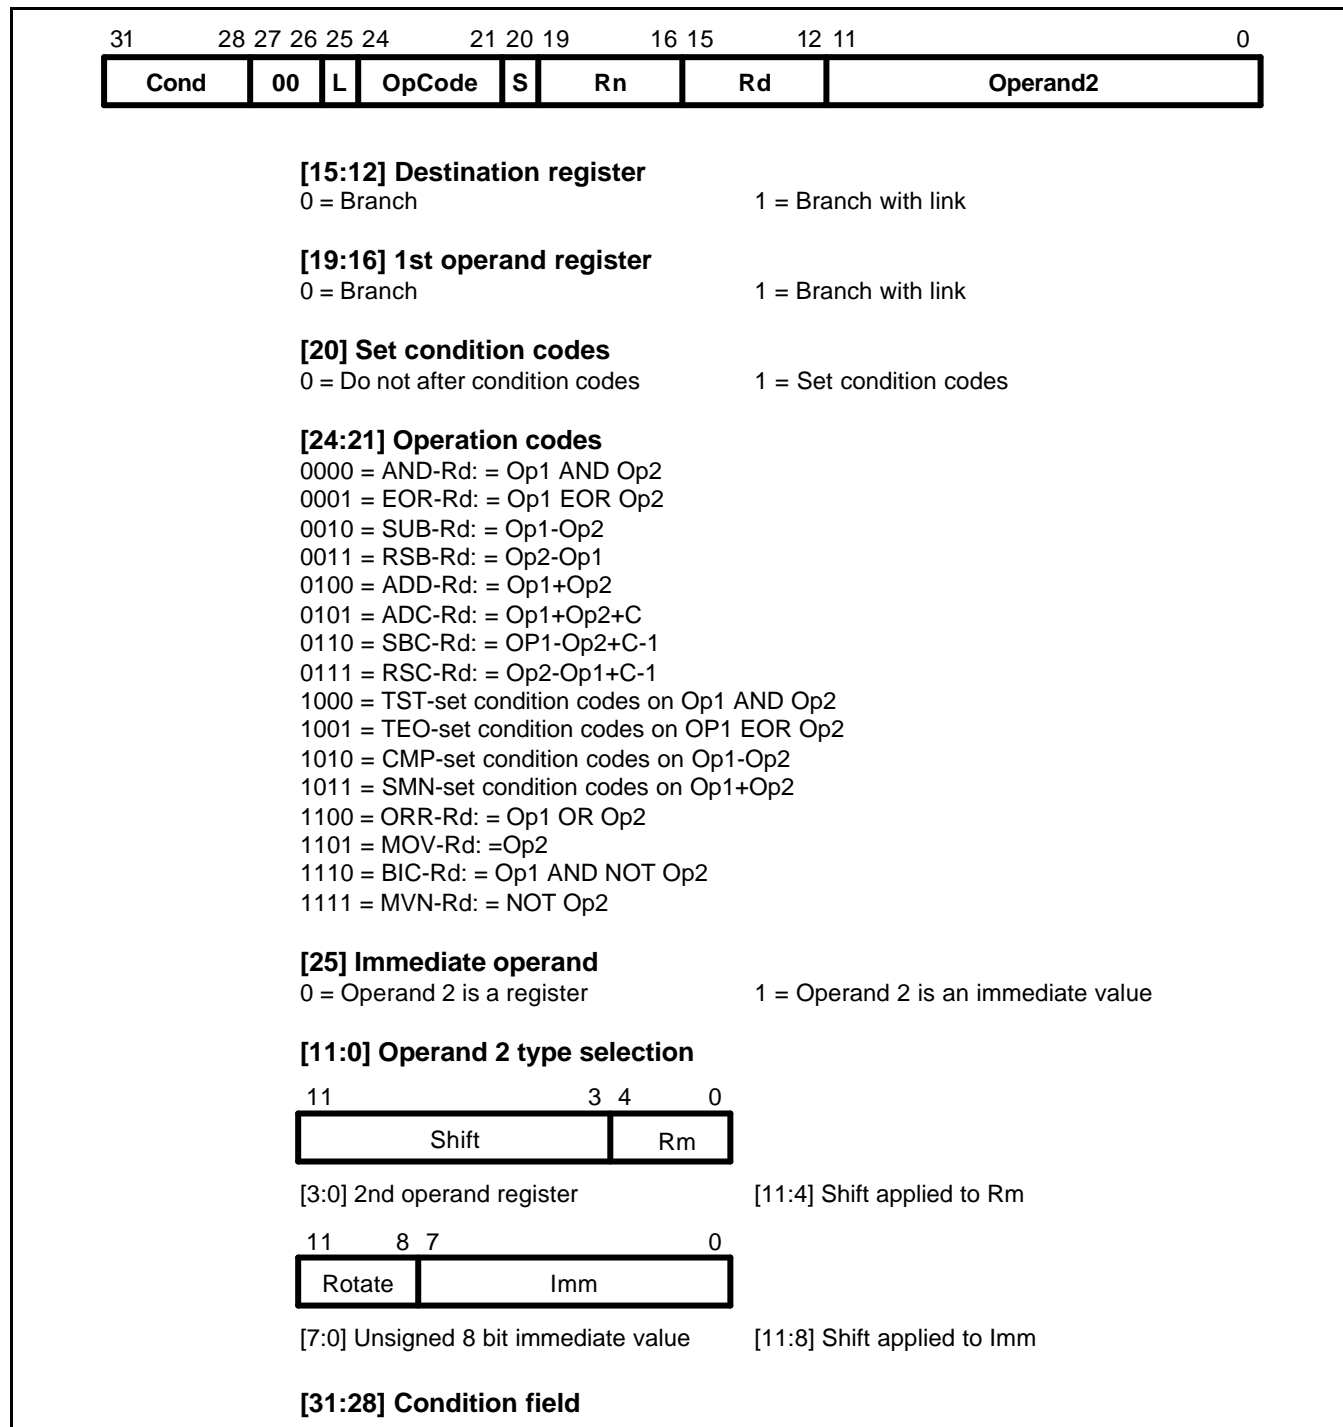 31 28 27 26 25 24 21 20 19 16 15 12 11 0
Cond 00 L OpCode S Rn Rd Operand2
[15:12] Destination register
0 = Branch 1 = Branch with link
[19:16] 1st operand register
0 = Branch 1 = Branch with link
[20] Set condition codes
0 = Do not after condition codes 1 = Set condition codes
[24:21] Operation codes
0000 = AND-Rd: = Op1 AND Op2
0001 = EOR-Rd: = Op1 EOR Op2
0010 = SUB-Rd: = Op1-Op2
0011 = RSB-Rd: = Op2-Op1
0100 = ADD-Rd: = Op1+Op2
0101 = ADC-Rd: = Op1+Op2+C
0110 = SBC-Rd: = OP1-Op2+C-1
0111 = RSC-Rd: = Op2-Op1+C-1
1000 = TST-set condition codes on Op1 AND Op2
1001 = TEO-set condition codes on OP1 EOR Op2
1010 = CMP-set condition codes on Op1-Op2
1011 = SMN-set condition codes on Op1+Op2
1100 = ORR-Rd: = Op1 OR Op2
1101 = MOV-Rd: =Op2
1110 = BIC-Rd: = Op1 AND NOT Op2
1111 = MVN-Rd: = NOT Op2
[25] Immediate operand
0 = Operand 2 is a register 1 = Operand 2 is an immediate value
[11:0] Operand 2 type selection
11 3 4 0
Shift Rm
[3:0] 2nd operand register [11:4] Shift applied to Rm
11 8 7 0
Rotate Imm
[7:0] Unsigned 8 bit immediate value [11:8] Shift applied to Imm
[31:28] Condition field